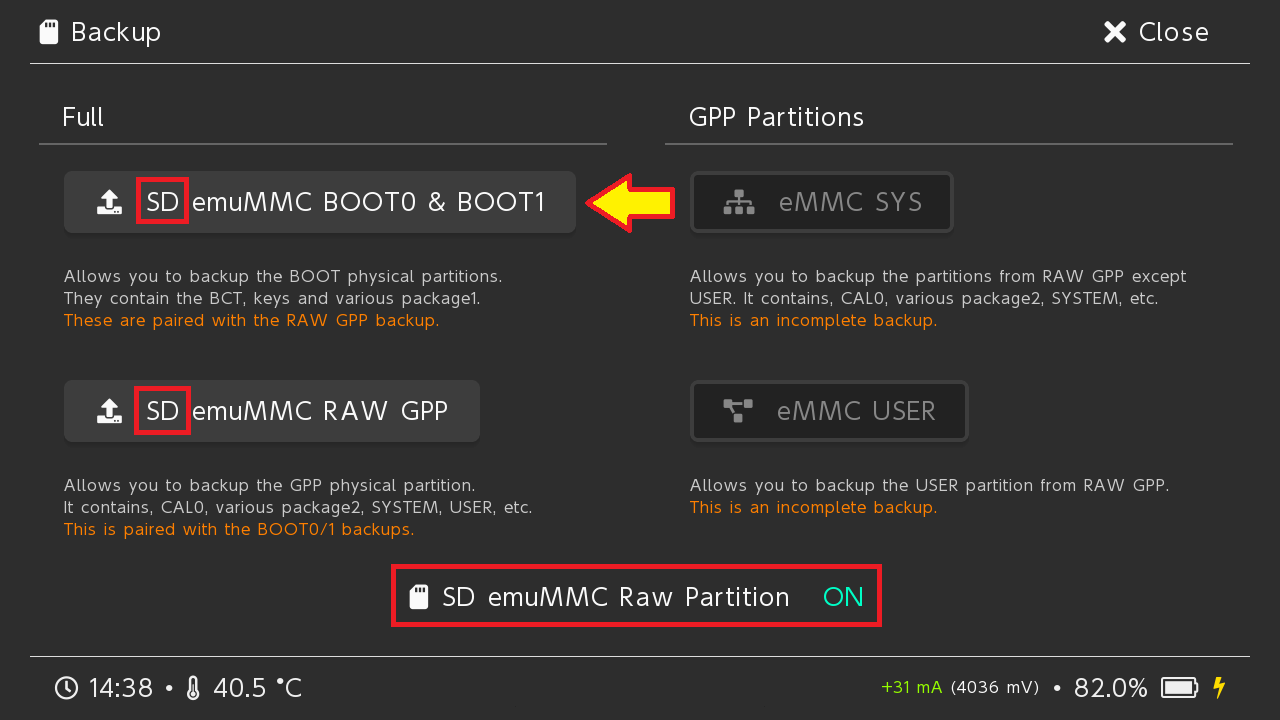 Backup
Close
Full
SD emuMMC BOOT0 & BOOT1
Allows you to backup the BOOT physical partitions.
They contain the BCT, keys and various package1.
These are paired with the RAW GPP backup.
SD emuMMC RAW GPP
Allows you to backup the GPP physical partition.
It contains, CAL0, various package2, SYSTEM, USER, etc.
This is paired with the BOOT0/1 backups.
GPP Partitions
eMMC SYS
Allows you to backup the partitions from RAW GPP except
USER. It contains, CAL0, various package2, SYSTEM, etc.
This is an incomplete backup.
eMMC USER
Allows you to backup the USER partition from RAW GPP.
This is an incomplete backup.
SD emuMMC Raw Partition ON
14:38 • 40.5 °C
+31 mA (4036 mV) • 82.0%